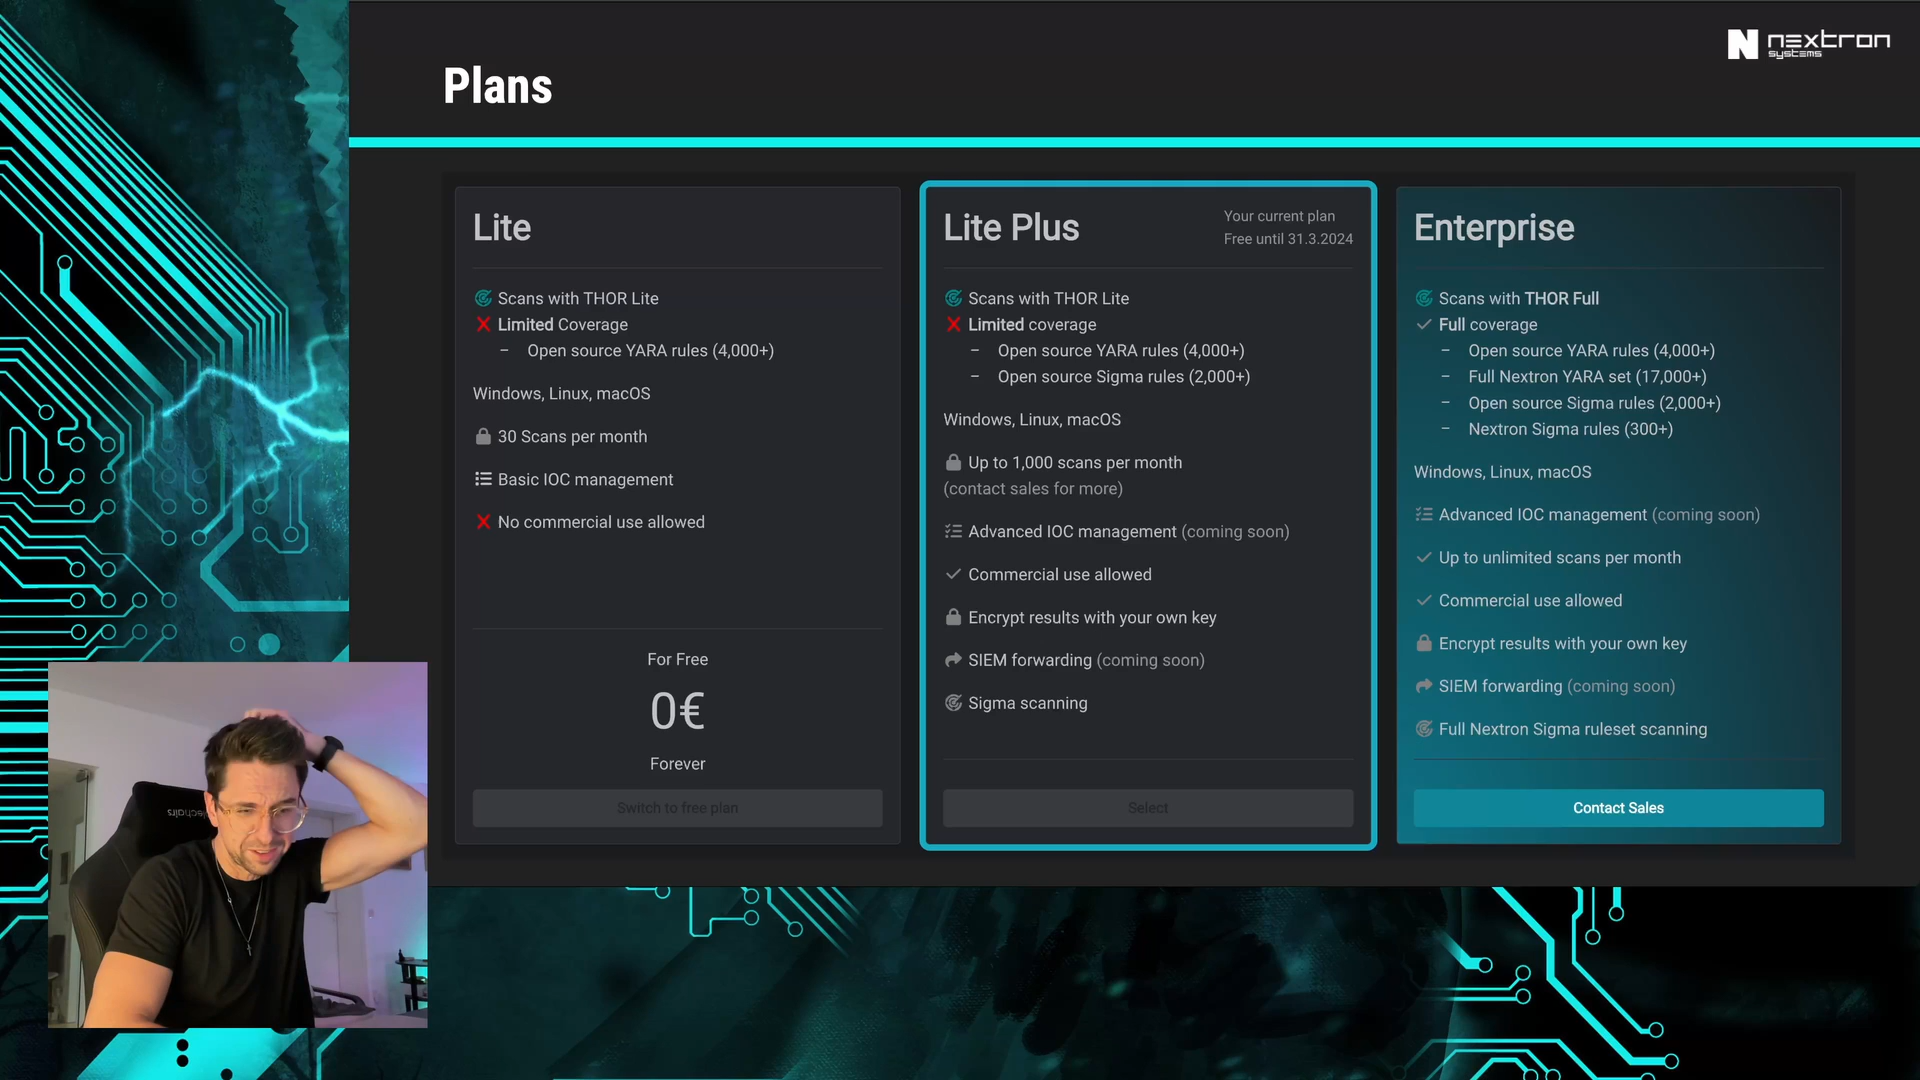 nextron
systems
Plans
Lite
Scans with THOR Lite
Limited Coverage
- Open source YARA rules (4,000+)
Windows, Linux, macOS
30 Scans per month
Basic IOC management
No commercial use allowed
For Free
0€
Forever
Switch to free plan
Lite Plus
Your current plan
Free until 31.3.2024
Scans with THOR Lite
Limited coverage
- Open source YARA rules (4,000+)
- Open source Sigma rules (2,000+)
Windows, Linux, macOS
Up to 1,000 scans per month
(contact sales for more)
Advanced IOC management (coming soon)
Commercial use allowed
Encrypt results with your own key
SIEM forwarding (coming soon)
Sigma scanning
Select
Enterprise
Scans with THOR Full
Full coverage
- Open source YARA rules (4,000+)
- Full Nextron YARA set (17,000+)
- Open source Sigma rules (2,000+)
- Nextron Sigma rules (300+)
Windows, Linux, macOS
Advanced IOC management (coming soon)
Up to unlimited scans per month
Commercial use allowed
Encrypt results with your own key
SIEM forwarding (coming soon)
Full Nextron Sigma ruleset scanning
Contact Sales